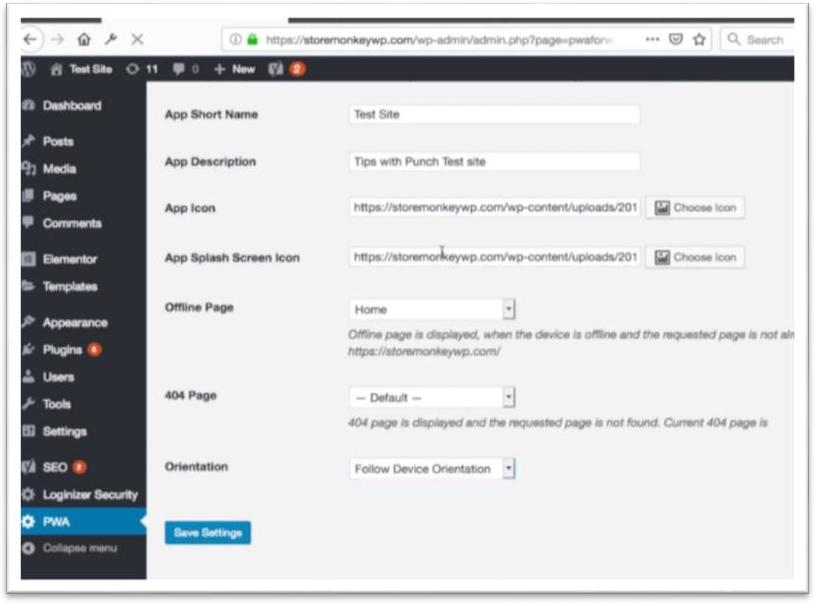 https://storemonkeywp.com/wp-admin/admin.php?page=pwaforw
Search
Test Site 11 0 New 2
Dashboard
Posts
Media
Pages
Comments
Elementor
Templates
Appearance
Plugins 6
Users
Tools
Settings
SEO 2
Loginizer Security
PWA
Collapse menu
App Short Name Test Site
App Description Tips with Punch Test site
App Icon https://storemonkeywp.com/wp-content/uploads/201 Choose Icon
App Splash Screen Icon https://storemonkeywp.com/wp-content/uploads/201 Choose Icon
Offline Page Home
Offline page is displayed, when the device is offline and the requested page is not alr
https://storemonkeywp.com/
404 Page — Default —
404 page is displayed and the requested page is not found. Current 404 page is
Orientation Follow Device Orientation
Save Settings